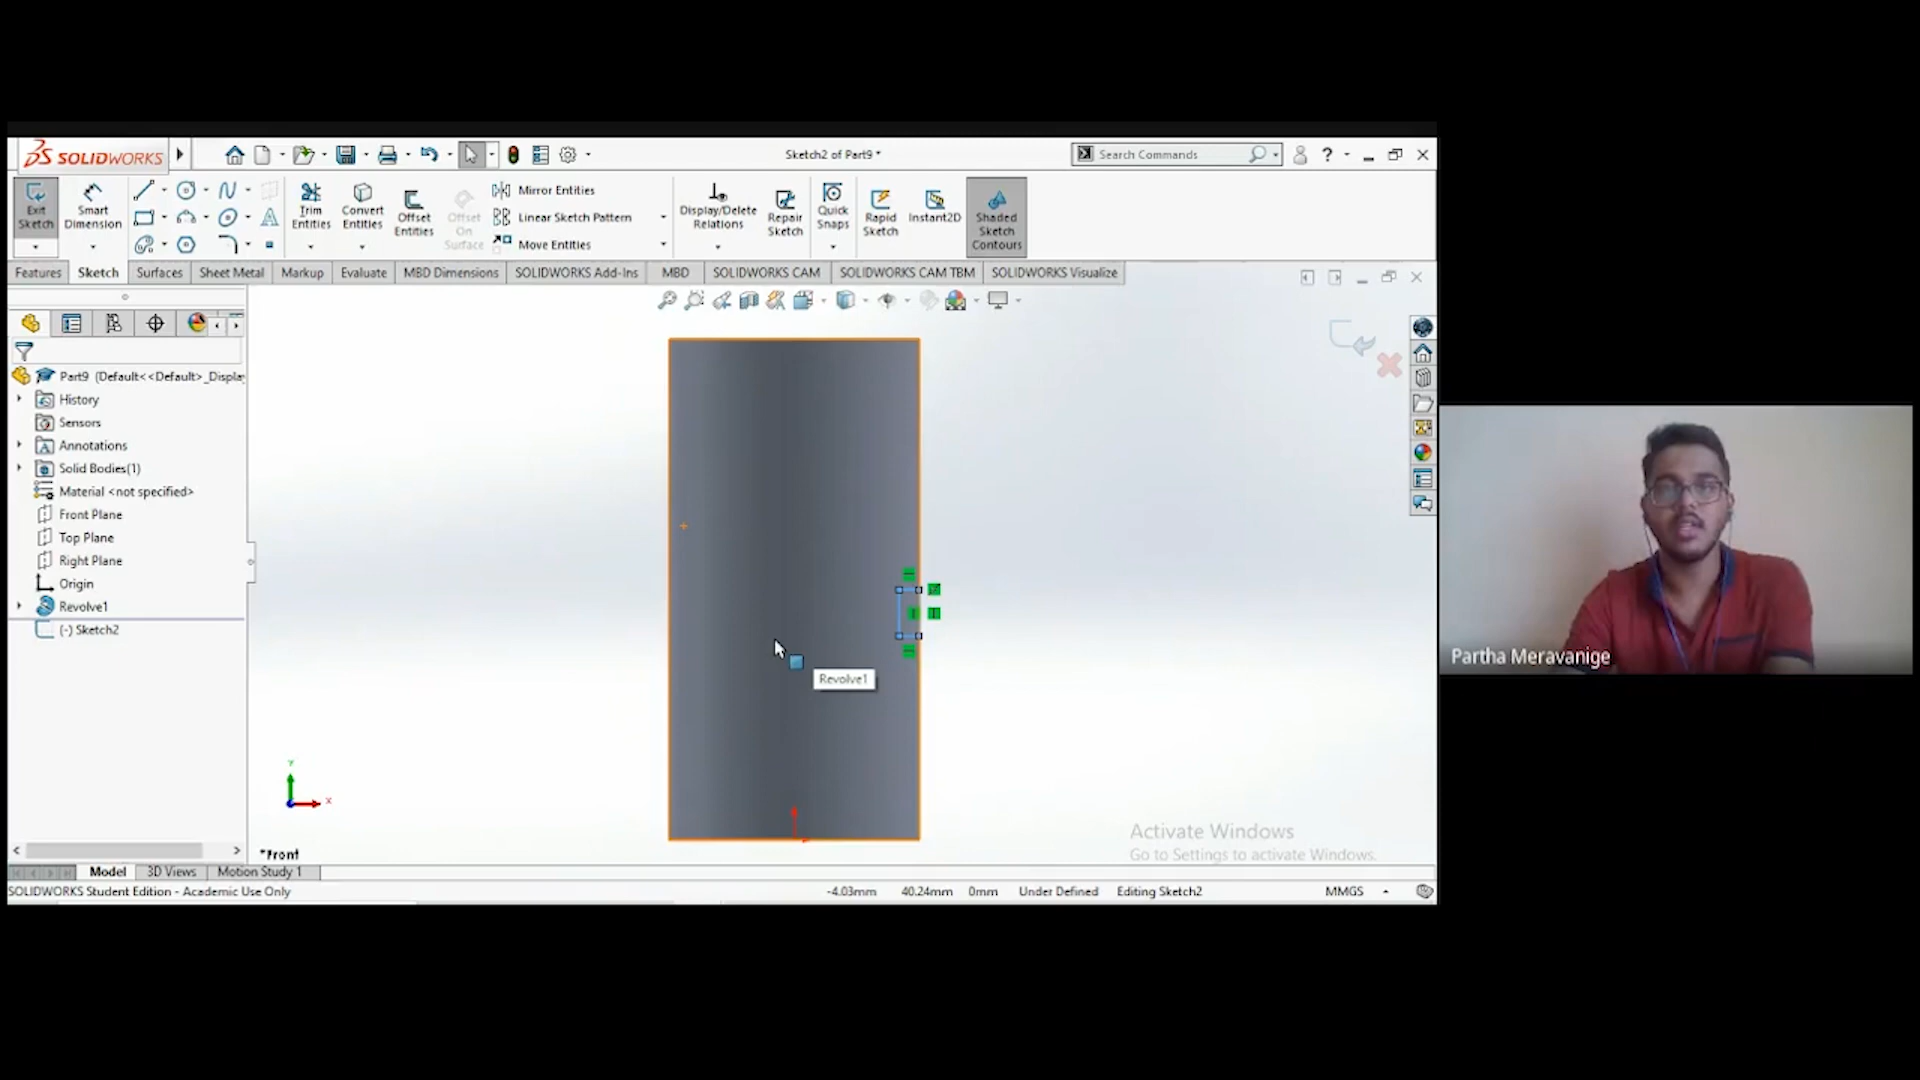 SOLIDWORKS
Sketch2 of Part9 *
Search Commands
?
Exit Sketch
Smart Dimension
Trim Entities
Convert Entities
Offset Entities
Offset On Surface
Mirror Entities
Linear Sketch Pattern
Move Entities
Display/Delete Relations
Repair Sketch
Quick Snaps
Rapid Sketch
Instant2D
Shaded Sketch Contours
Features Sketch Surfaces Sheet Metal Markup Evaluate MBD Dimensions SOLIDWORKS Add-Ins MBD SOLIDWORKS CAM SOLIDWORKS CAM TBM SOLIDWORKS Visualize
Part9 (Default<<Default>_Displa
History
Sensors
Annotations
Solid Bodies(1)
Material <not specified>
Front Plane
Top Plane
Right Plane
Origin
Revolve1
(-) Sketch2
Revolve1
Partha Meravanige
Y
X
*Front
Activate Windows
Go to Settings to activate Windows.
Model 3D Views Motion Study 1
SOLIDWORKS Student Edition - Academic Use Only
-4.03mm 40.24mm 0mm Under Defined Editing Sketch2 MMGS